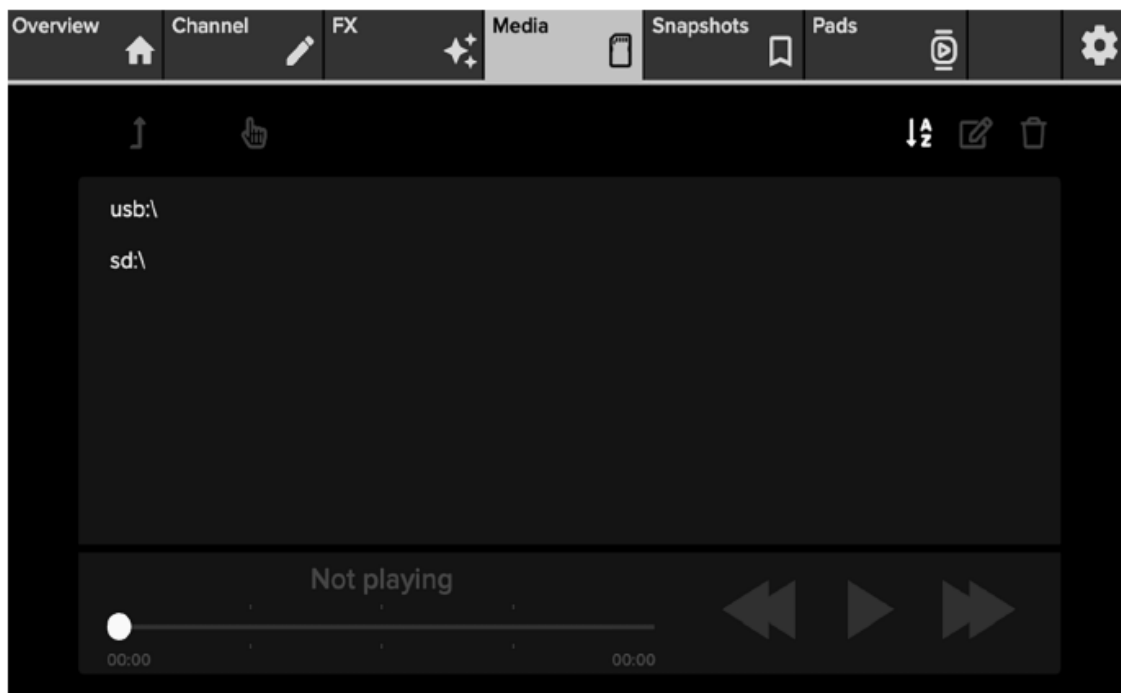 Overview
Channel
FX
Media
Snapshots
Pads
A
Z
usb:\
sd:\
Not playing
00:00
00:00